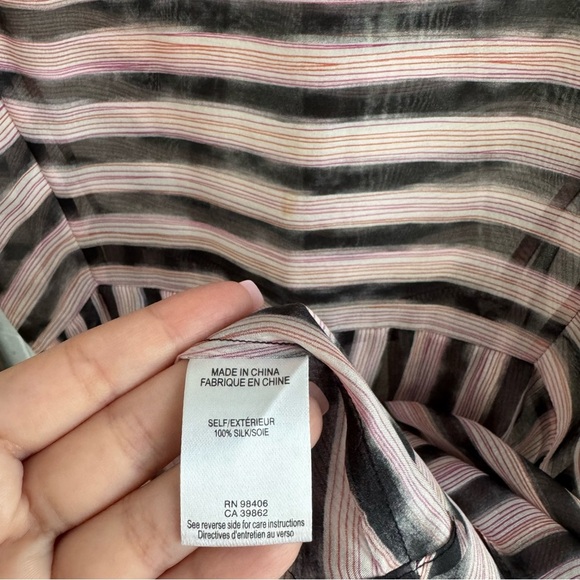 MADE IN CHINA
FABRIQUE EN CHINE
SELF/EXTÉRIEUR
100% SILK/SOIE
RN 98406
CA 39862
See reverse side for care instructions
Directives d'entretien au verso